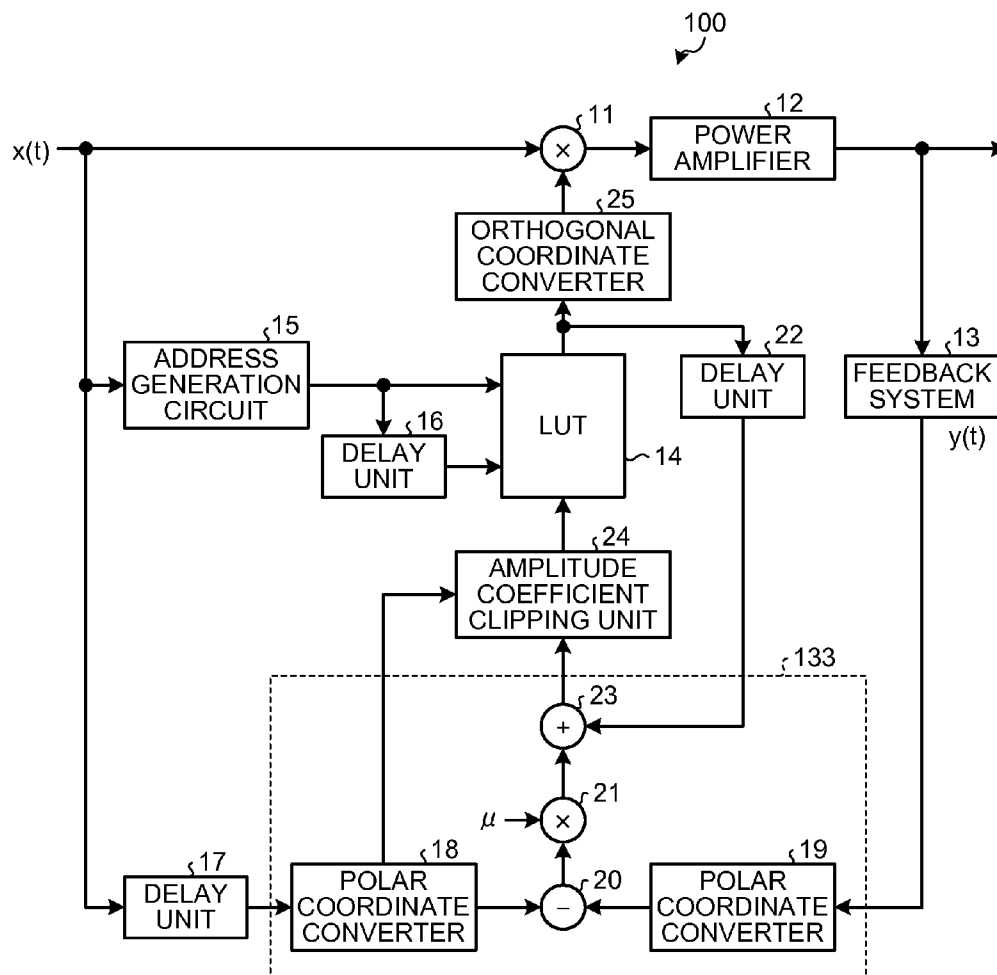 100
x(t)
11
12
POWER
AMPLIFIER
×
25
ORTHOGONAL
COORDINATE
CONVERTER
15
ADDRESS
GENERATION
CIRCUIT
22
DELAY
UNIT
13
FEEDBACK
SYSTEM
y(t)
16
DELAY
UNIT
LUT
14
24
AMPLITUDE
COEFFICIENT
CLIPPING UNIT
133
23
+
21
μ
×
17
DELAY
UNIT
18
POLAR
COORDINATE
CONVERTER
20
−
19
POLAR
COORDINATE
CONVERTER